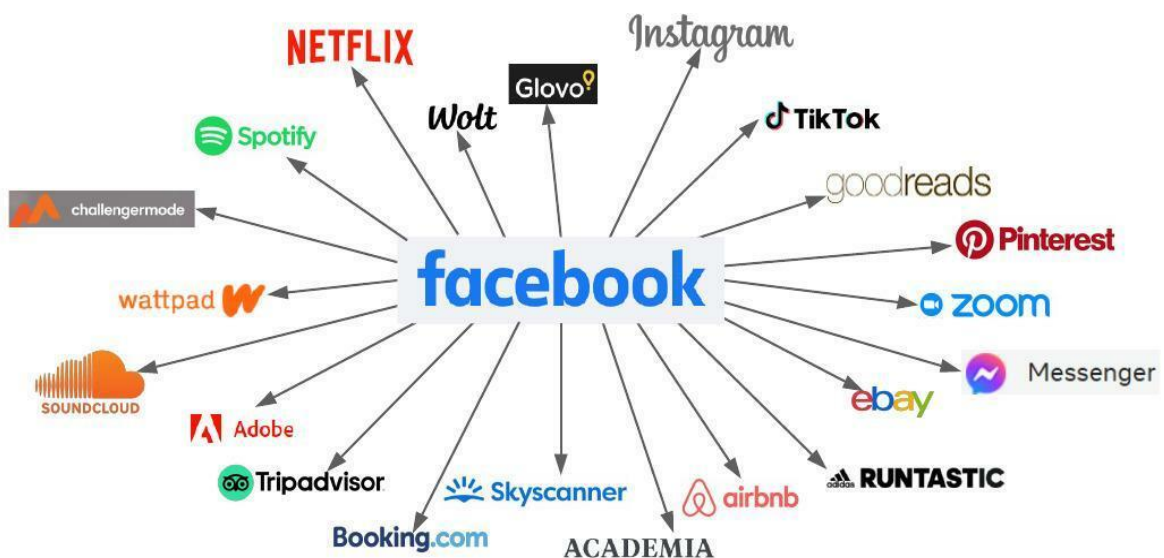 NETFLIX
Instagram
Glovo
Wolt
TikTok
Spotify
goodreads
challengermode
Pinterest
facebook
wattpad
zoom
Messenger
SOUNDCLOUD
ebay
Adobe
Tripadvisor
adidas RUNTASTIC
Skyscanner
airbnb
Booking.com
ACADEMIA